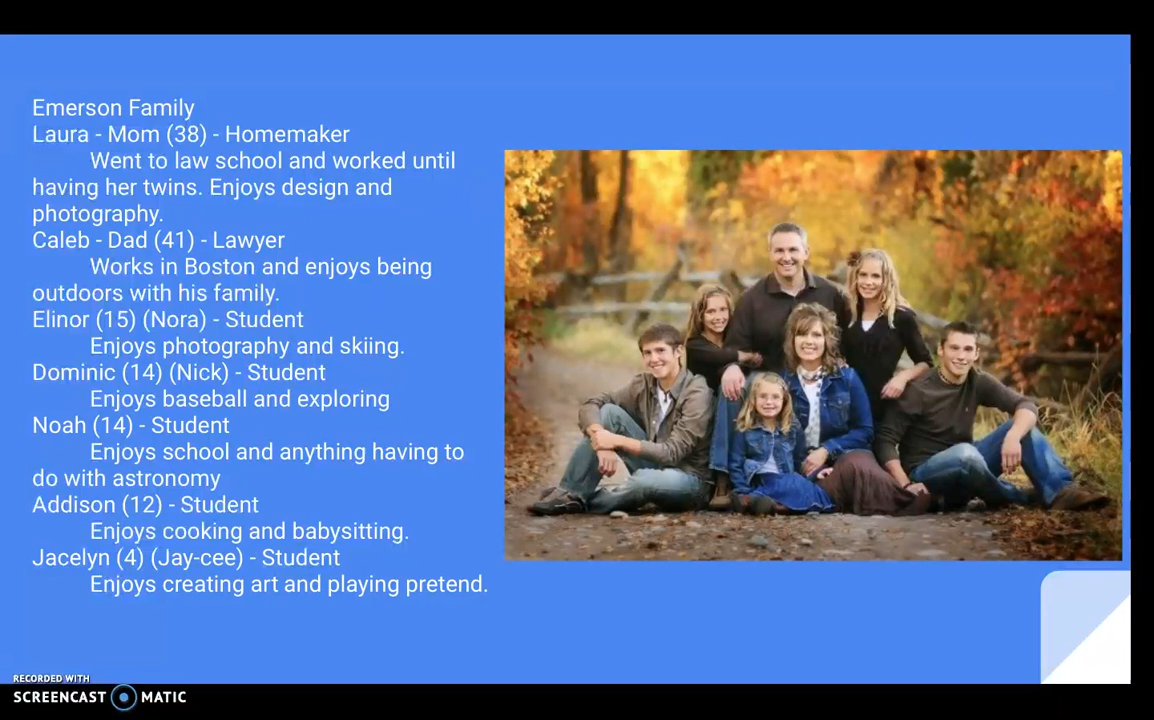 Emerson Family
Laura - Mom (38) - Homemaker
Went to law school and worked until
having her twins. Enjoys design and
photography.
Caleb - Dad (41) - Lawyer
Works in Boston and enjoys being
outdoors with his family.
Elinor (15) (Nora) - Student
Enjoys photography and skiing.
Dominic (14) (Nick) - Student
Enjoys baseball and exploring
Noah (14) - Student
Enjoys school and anything having to
do with astronomy
Addison (12) - Student
Enjoys cooking and babysitting.
Jacelyn (4) (Jay-cee) - Student
Enjoys creating art and playing pretend.
RECORDED WITH
SCREENCAST MATIC